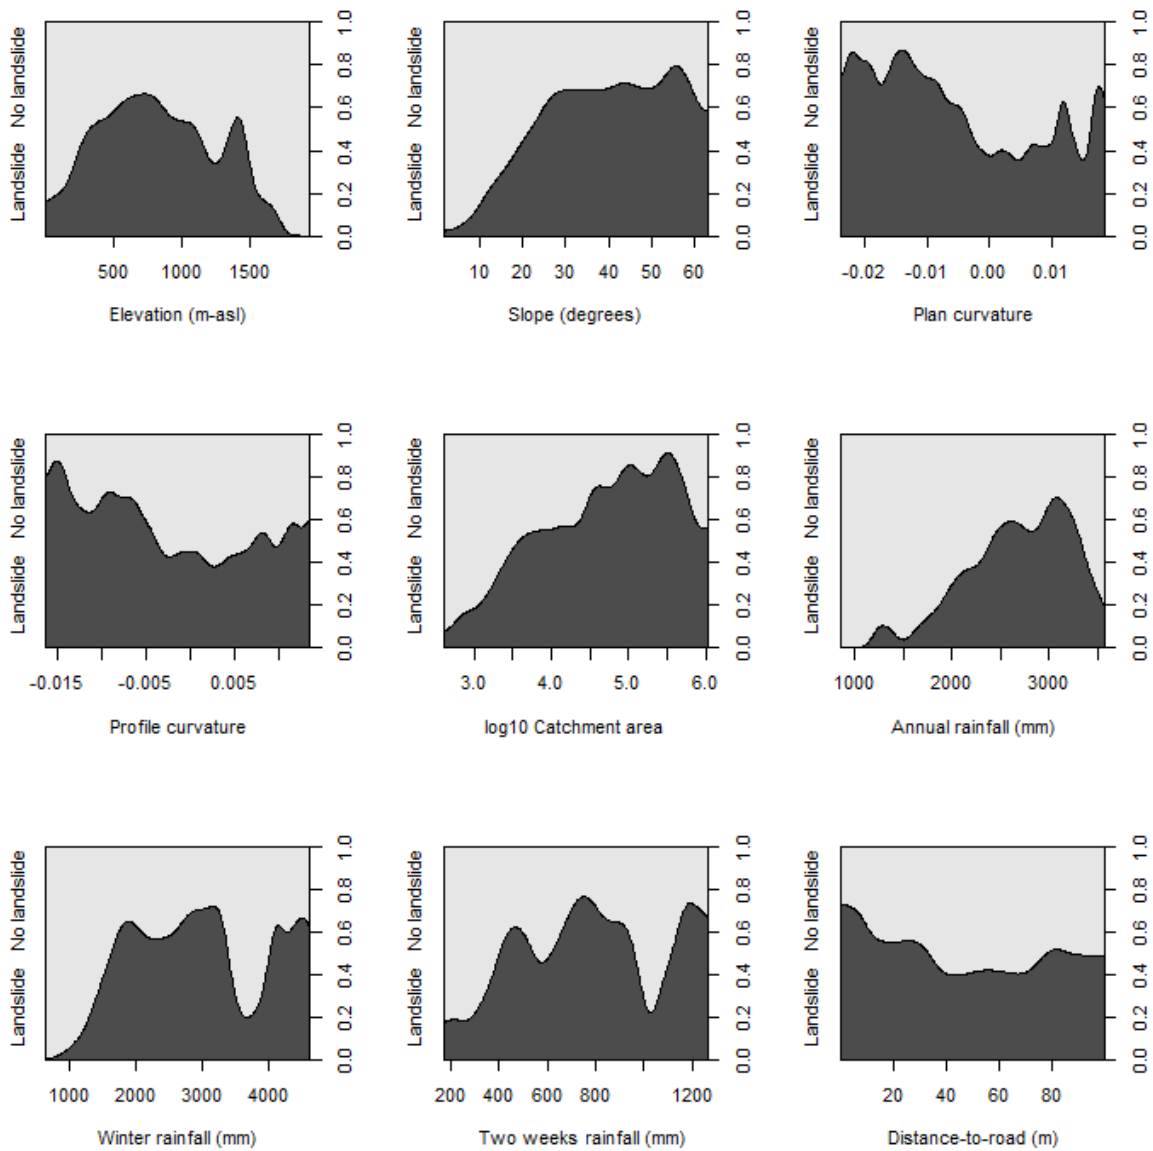 Landslide No landslide
0.0 0.2 0.4 0.6 0.8 1.0
500 1000 1500
Elevation (m-asl)
Landslide No landslide
0.0 0.2 0.4 0.6 0.8 1.0
10 20 30 40 50 60
Slope (degrees)
Landslide No landslide
0.0 0.2 0.4 0.6 0.8 1.0
-0.02 -0.01 0.00 0.01
Plan curvature
Landslide No landslide
0.0 0.2 0.4 0.6 0.8 1.0
-0.015 -0.005 0.005
Profile curvature
Landslide No landslide
0.0 0.2 0.4 0.6 0.8 1.0
3.0 4.0 5.0 6.0
log10 Catchment area
Landslide No landslide
0.0 0.2 0.4 0.6 0.8 1.0
1000 2000 3000
Annual rainfall (mm)
Landslide No landslide
0.0 0.2 0.4 0.6 0.8 1.0
1000 2000 3000 4000
Winter rainfall (mm)
Landslide No landslide
0.0 0.2 0.4 0.6 0.8 1.0
200 400 600 800 1200
Two weeks rainfall (mm)
Landslide No landslide
0.0 0.2 0.4 0.6 0.8 1.0
20 40 60 80
Distance-to-road (m)